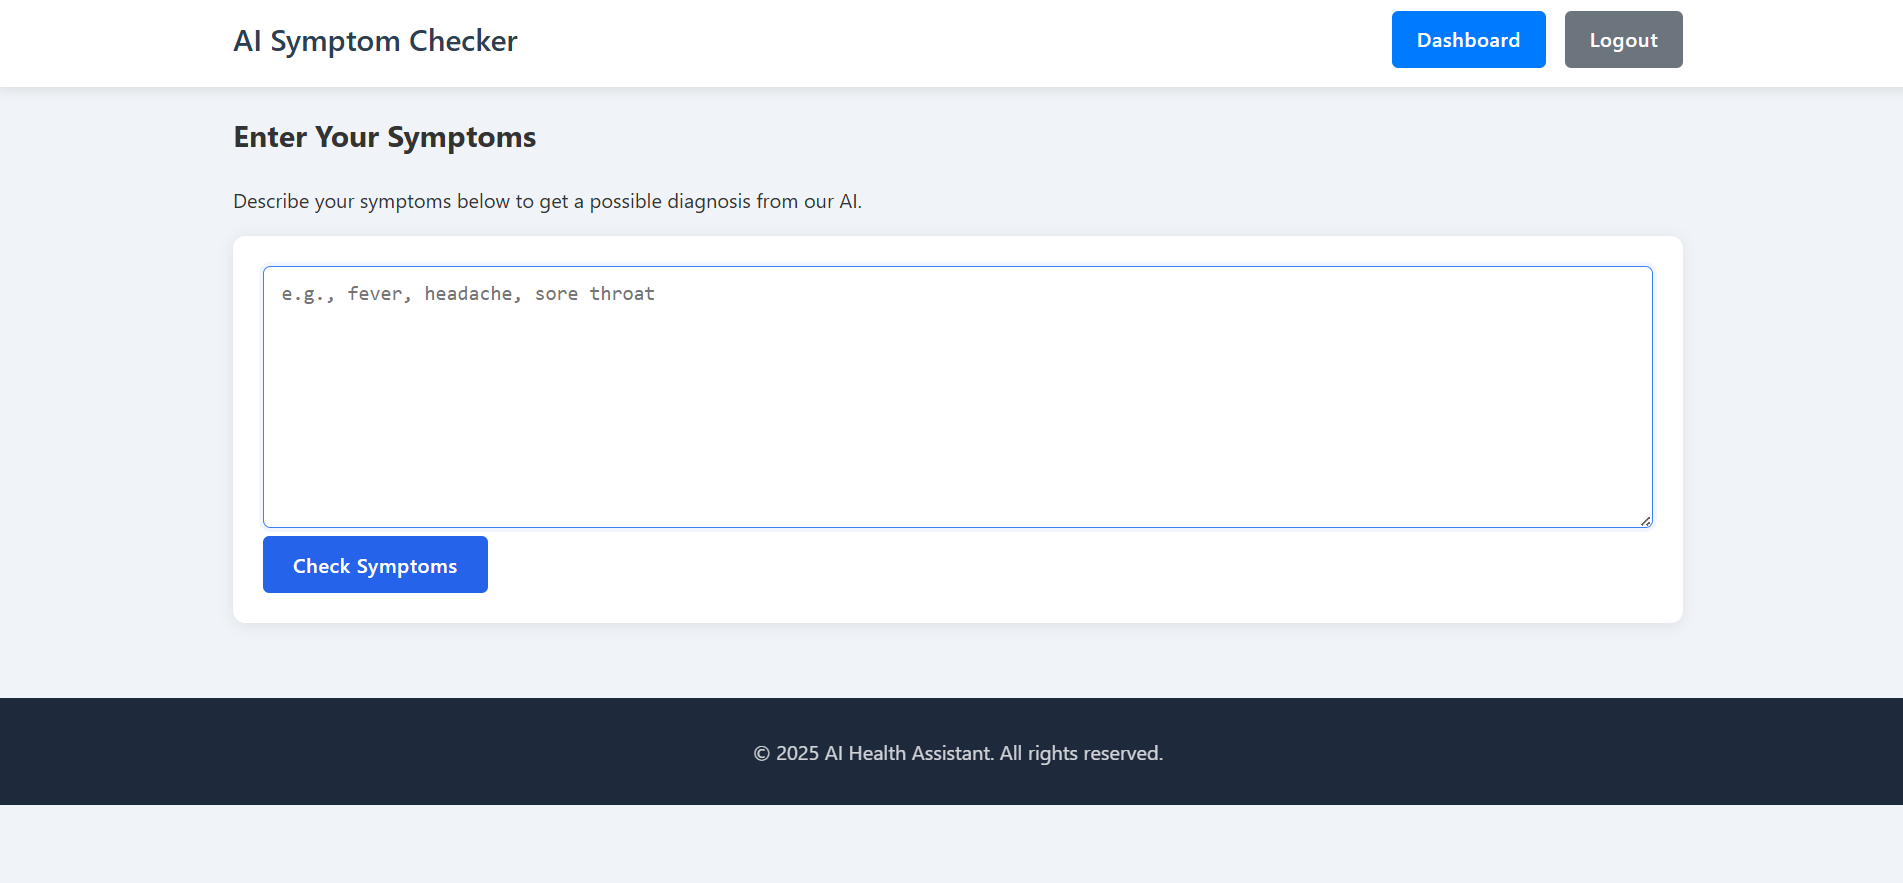 AI Symptom Checker
Dashboard
Logout
Enter Your Symptoms
Describe your symptoms below to get a possible diagnosis from our AI.
e.g., fever, headache, sore throat
Check Symptoms
© 2025 AI Health Assistant. All rights reserved.